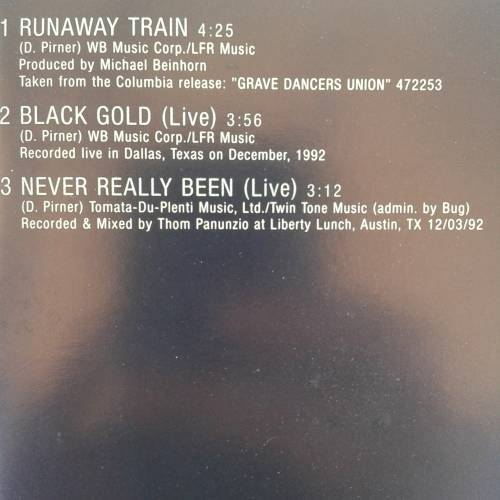 1 RUNAWAY TRAIN 4:25
(D. Pirner) WB Music Corp./LFR Music
Produced by Michael Beinhorn
Taken from the Columbia release: "GRAVE DANCERS UNION" 472253
2 BLACK GOLD (Live) 3:56
(D. Pirner) WB Music Corp./LFR Music
Recorded live in Dallas, Texas on December, 1992
3 NEVER REALLY BEEN (Live) 3:12
(D. Pirner) Tomata-Du-Plenti Music, Ltd./Twin Tone Music (admin. by Bug)
Recorded & Mixed by Thom Panunzio at Liberty Lunch, Austin, TX 12/03/92